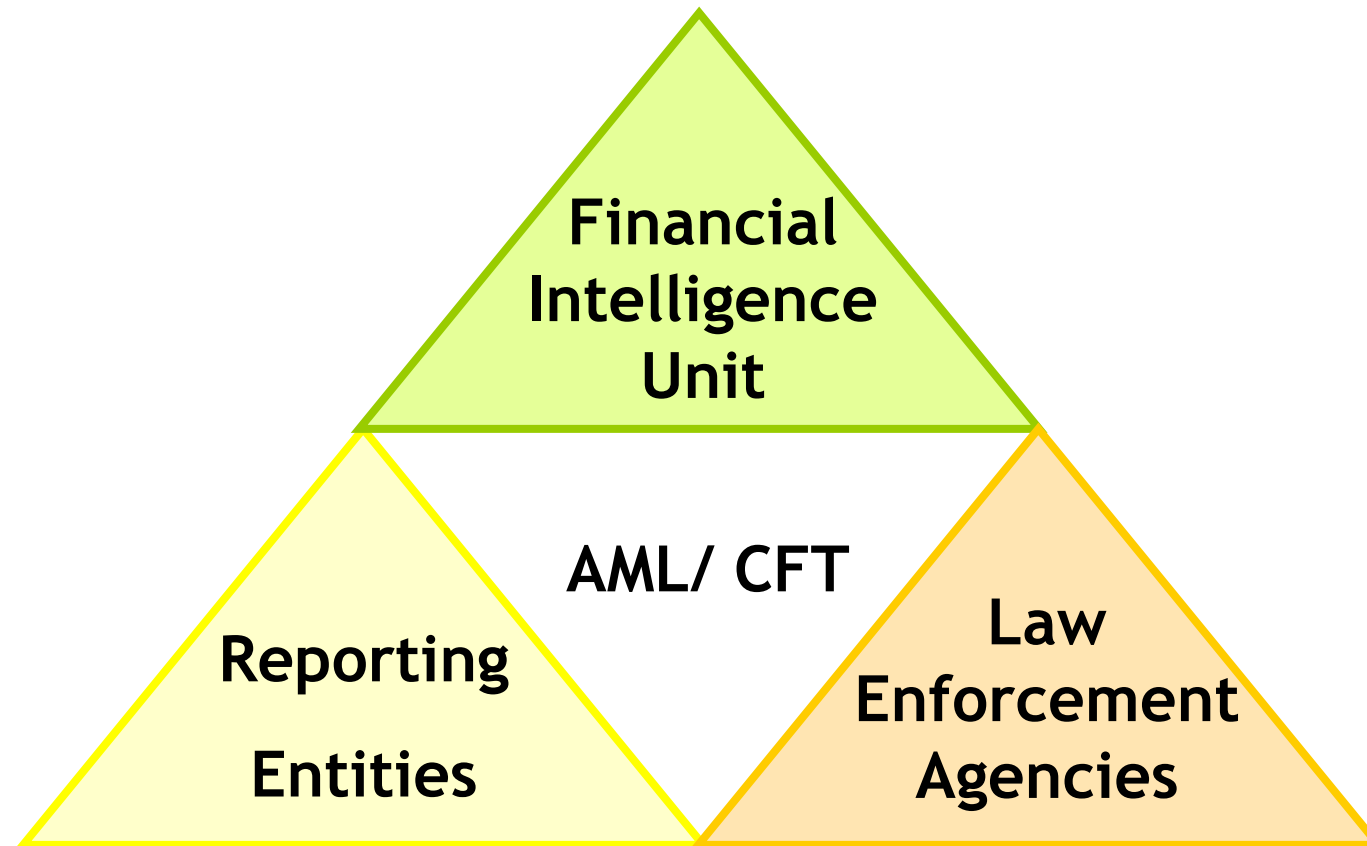 Financial
Intelligence
Unit
AML/ CFT
Reporting
Entities
Law
Enforcement
Agencies